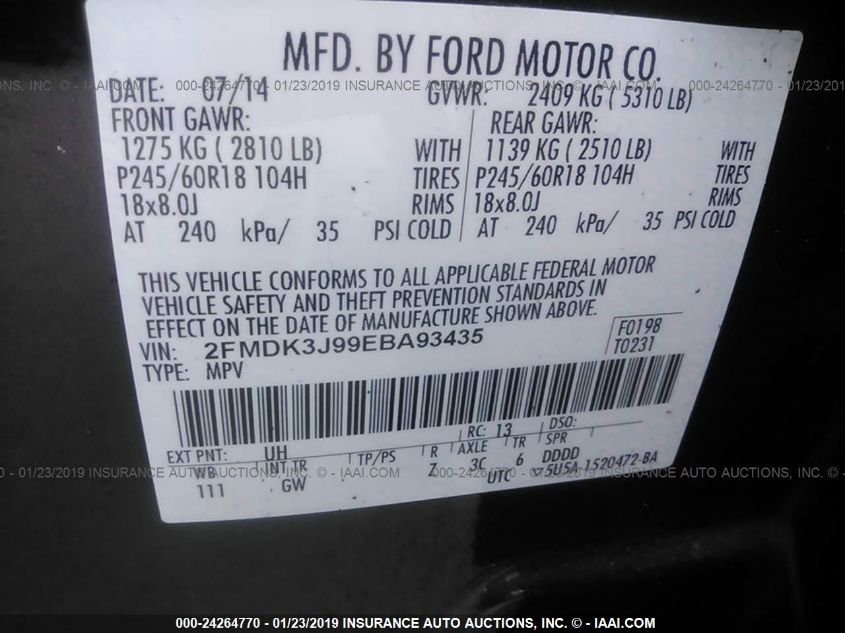 MFD. BY FORD MOTOR CO.
DATE: 07/14 GVWR: 2409 KG ( 5310 LB)
FRONT GAWR: REAR GAWR:
1275 KG ( 2810 LB) WITH 1139 KG ( 2510 LB) WITH
P245/60R18 104H TIRES P245/60R18 104H TIRES
18x8.0J RIMS 18x8.0J RIMS
AT 240 kPa/ 35 PSI COLD AT 240 kPa/ 35 PSI COLD
THIS VEHICLE CONFORMS TO ALL APPLICABLE FEDERAL MOTOR
VEHICLE SAFETY AND THEFT PREVENTION STANDARDS IN
EFFECT ON THE DATE OF MANUFACTURE SHOWN ABOVE.
VIN: 2FMDK3J99EBA93435 F0198
TYPE: MPV T0231
RC: 13 DSO:
EXT PNT: UH
WB INT TR TP/PS R AXLE TR SPR
111 GW Z 3C 6 DDDD
UTC 5U5A-1520472-BA
000-24264770 - 01/23/2019 INSURANCE AUTO AUCTIONS, INC. - IAAI.COM